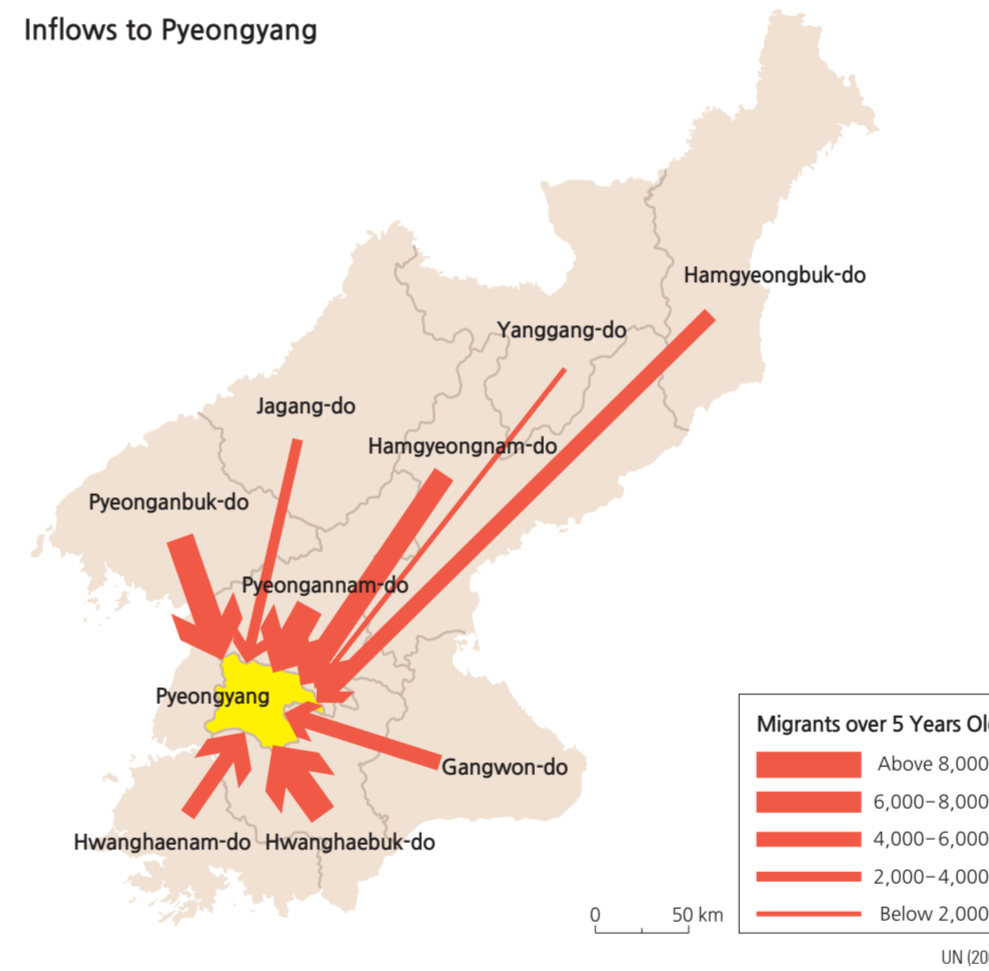 Inflows to Pyeongyang
Hamgyeongbuk-do
Yanggang-do
Jagang-do
Hamgyeongnam-do
Pyeonganbuk-do
Pyeongannam-do
Pyeongyang
Gangwon-do
Hwanghaenam-do
Hwanghaebuk-do
Migrants over 5 Years
Above 8,000
6,000–8,000
4,000–6,000
2,000–4,000
Below 2,000
0 50 km
UN